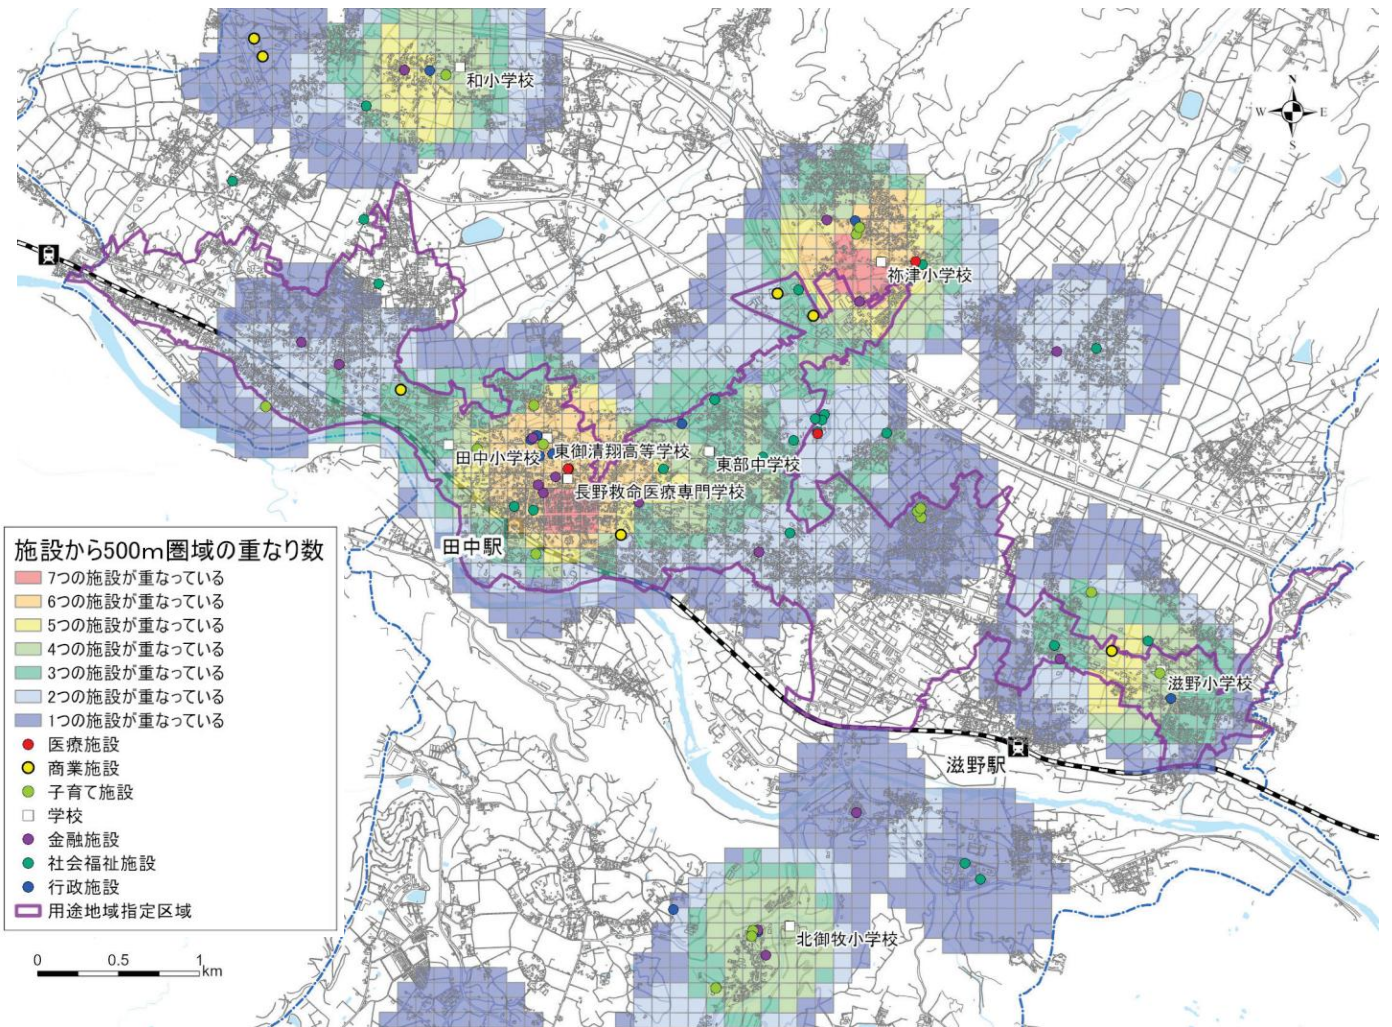 和小学校
N
W
E
S
祢津小学校
田中小学校
東御清翔高等学校
東部中学校
長野救命医療専門学校
田中駅
滋野小学校
滋野駅
北御牧小学校
施設から500m圏域の重なり数
7つの施設が重なっている
6つの施設が重なっている
5つの施設が重なっている
4つの施設が重なっている
3つの施設が重なっている
2つの施設が重なっている
1つの施設が重なっている
医療施設
商業施設
子育て施設
学校
金融施設
社会福祉施設
行政施設
用途地域指定区域
0 0.5 1
km